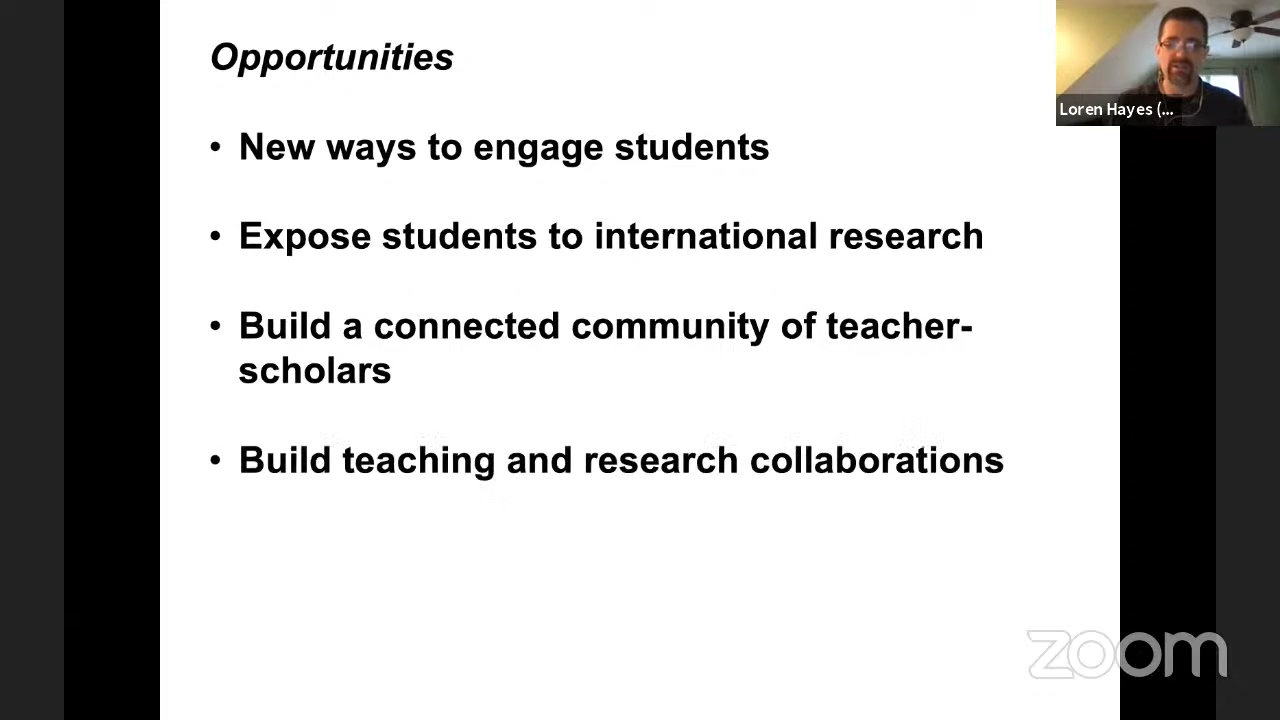 Opportunities
Loren Hayes (...
• New ways to engage students
• Expose students to international research
• Build a connected community of teacher-
scholars
• Build teaching and research collaborations
zoom